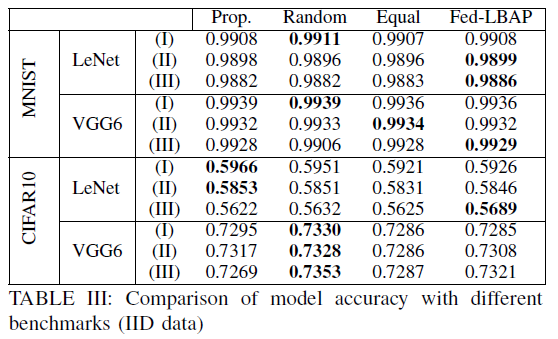 Prop. Random Equal Fed-LBAP
MNIST LeNet (I) 0.9908 0.9911 0.9907 0.9908
(II) 0.9898 0.9896 0.9896 0.9899
(III) 0.9882 0.9882 0.9883 0.9886
VGG6 (I) 0.9939 0.9939 0.9936 0.9936
(II) 0.9932 0.9933 0.9934 0.9932
(III) 0.9928 0.9906 0.9928 0.9929
CIFAR10 LeNet (I) 0.5966 0.5951 0.5921 0.5926
(II) 0.5853 0.5851 0.5831 0.5846
(III) 0.5622 0.5632 0.5625 0.5689
VGG6 (I) 0.7295 0.7330 0.7286 0.7285
(II) 0.7317 0.7328 0.7286 0.7308
(III) 0.7269 0.7353 0.7287 0.7321
TABLE III: Comparison of model accuracy with different
benchmarks (IID data)